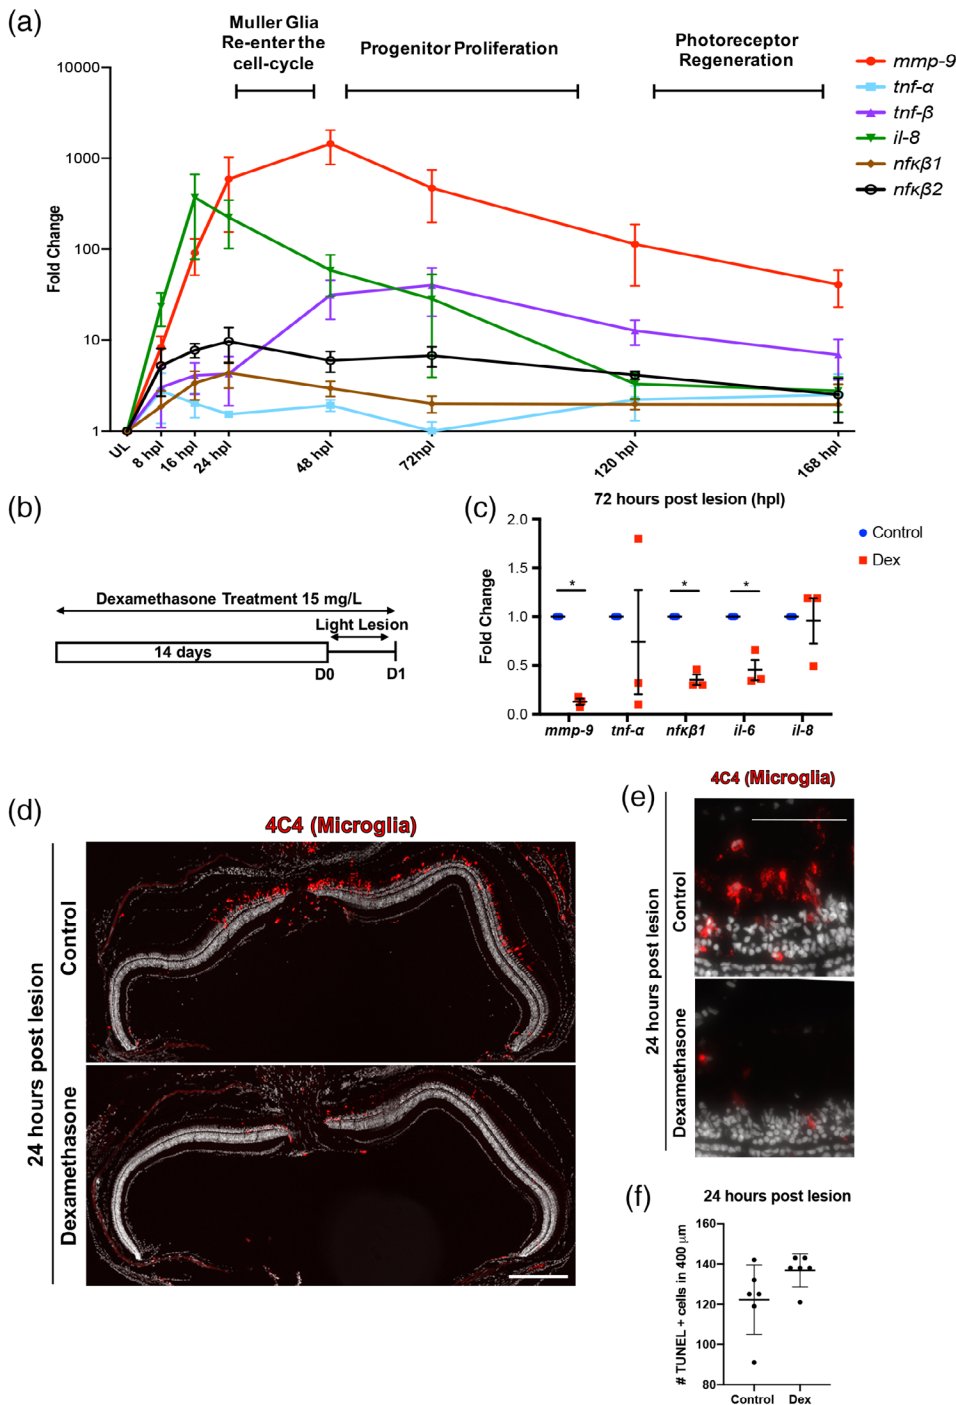 (a)
Muller Glia
Re-enter the
cell-cycle
Progenitor Proliferation
Photoreceptor
Regeneration
mmp-9
tnf-α
tnf-β
il-8
nfκβ1
nfκβ2
Fold Change
10000
1000
100
10
1
UL
8 hpl
16 hpl
24 hpl
48 hpl
72hpl
120 hpl
168 hpl
(b)
Dexamethasone Treatment 15 mg/L
Light Lesion
14 days
D0
D1
(c)
72 hours post lesion (hpl)
Control
Dex
Fold Change
2.0
1.5
1.0
0.5
0.0
*
*
*
mmp-9
tnf-α
nfκβ1
il-6
il-8
(d)
4C4 (Microglia)
24 hours post lesion
Control
Dexamethasone
(e)
4C4 (Microglia)
24 hours post lesion
Control
Dexamethasone
(f)
24 hours post lesion
# TUNEL + cells in 400 μm
160
140
120
100
80
Control
Dex